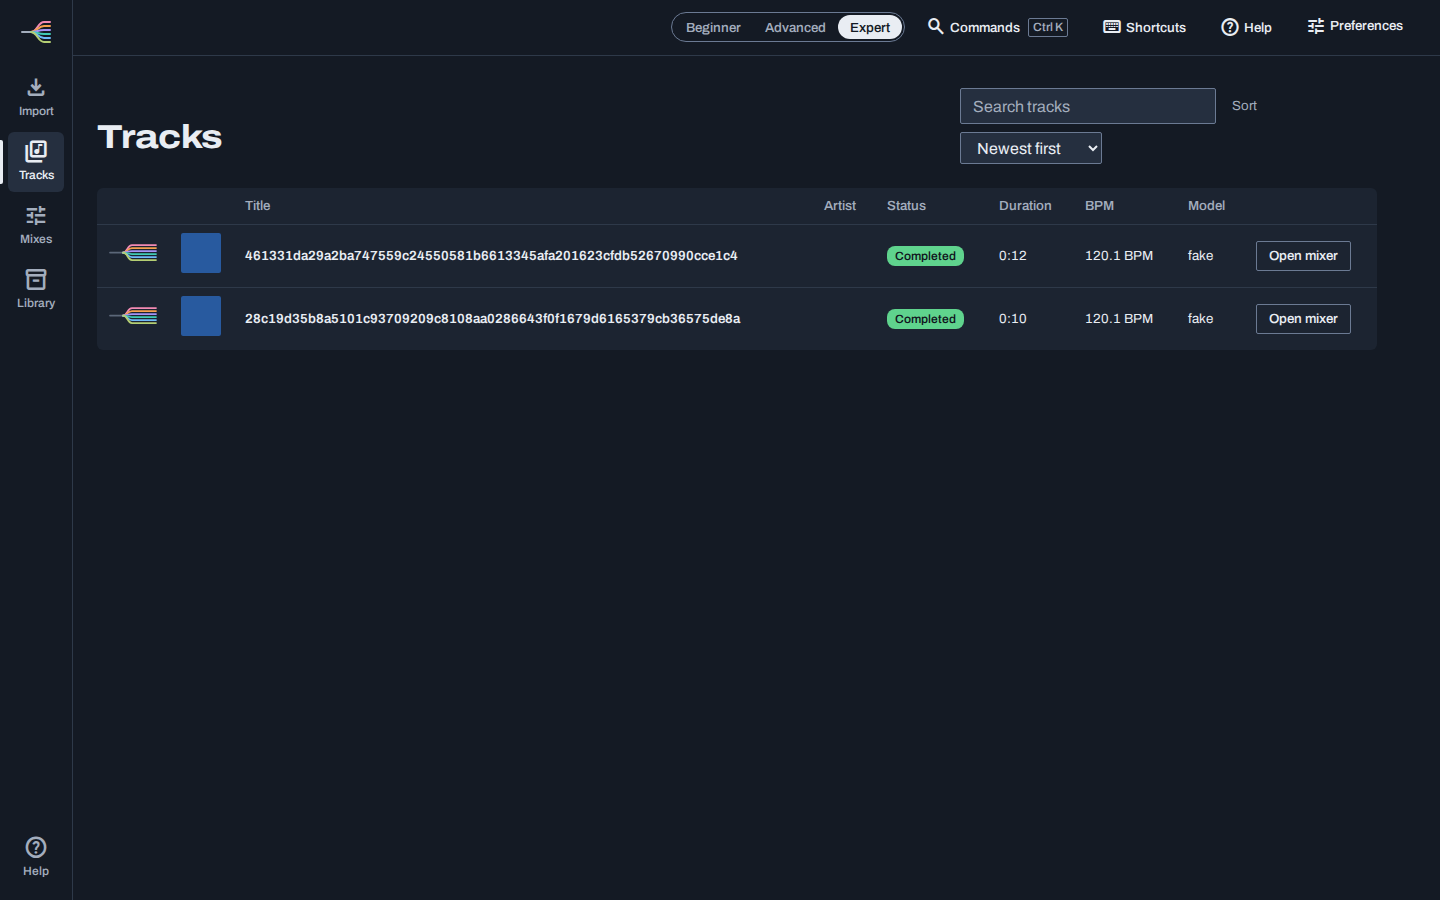 Beginner Advanced Expert Commands Ctrl K Shortcuts Help Preferences
Import
Tracks
Mixes
Library
Help
Tracks
Search tracks
Sort
Newest first
Title Artist Status Duration BPM Model
461331da29a2ba747559c24550581b6613345afa201623cfdb52670990cce1c4 Completed 0:12 120.1 BPM fake Open mixer
28c19d35b8a5101c93709209c8108aa0286643f0f1679d6165379cb36575de8a Completed 0:10 120.1 BPM fake Open mixer